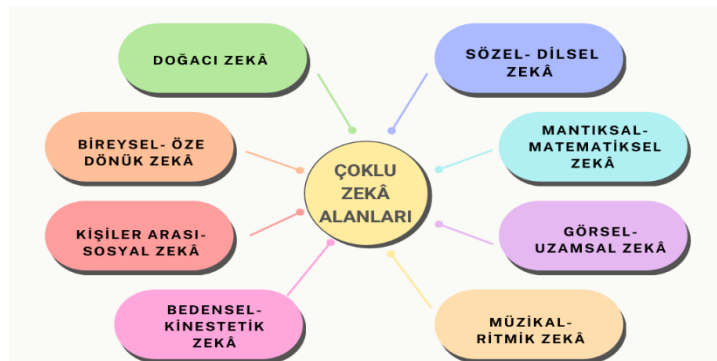 DOĞACI ZEKÂ
SÖZEL- DİLSEL
ZEKÂ
BİREYSEL- ÖZE
DÖNÜK ZEKÂ
MANTIKSAL-
MATEMATİKSEL
ZEKÂ
ÇOKLU
ZEKÂ
ALANLARI
KİŞİLER ARASI-
SOSYAL ZEKÂ
GÖRSEL-
UZAMSAL ZEKÂ
BEDENSEL-
KİNESTETİK
ZEKÂ
MÜZİKAL-
RİTMİK ZEKÂ